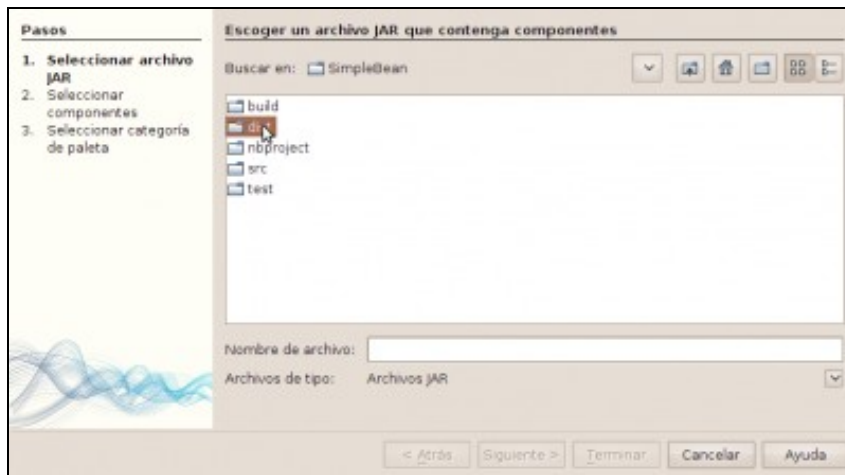 Pasos
1. Seleccionar archivo
JAR
2. Seleccionar
componentes
3. Seleccionar categoría
de paleta
Escoger un archivo JAR que contenga componentes
Buscar en: SimpleBean
build
dist
nbproject
src
test
Nombre de archivo:
Archivos de tipo: Archivos JAR
< Atrás Siguiente > Terminar Cancelar Ayuda